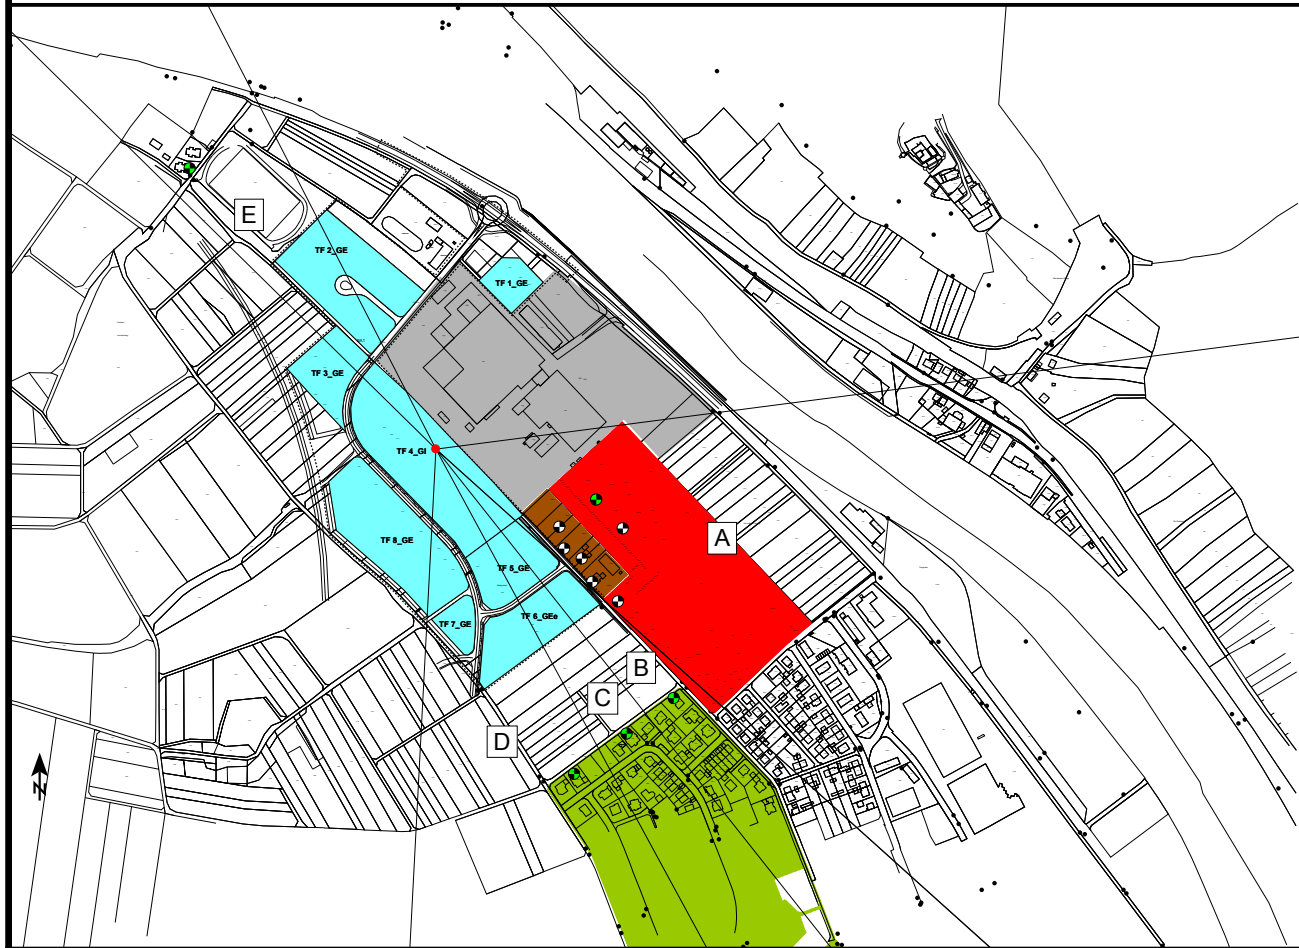 E
TF 2_GE
TF 1_GE
TF 3_GE
TF 4_GI
A
TF 8_GE
TF 5_GE
TF 6_GEe
TF 7_GE
B
C
D
N